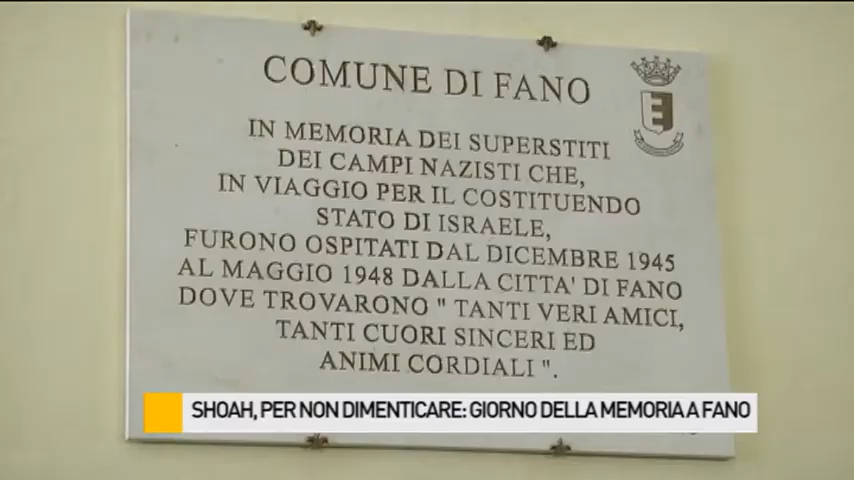 COMUNE DI FANO
IN MEMORIA DEI SUPERSTITI
DEI CAMPI NAZISTI CHE,
IN VIAGGIO PER IL COSTITUENDO
STATO DI ISRAELE,
FURONO OSPITATI DAL DICEMBRE 1945
AL MAGGIO 1948 DALLA CITTA' DI FANO
DOVE TROVARONO " TANTI VERI AMICI,
TANTI CUORI SINCERI ED
ANIMI CORDIALI ".
SHOAH, PER NON DIMENTICARE: GIORNO DELLA MEMORIA A FANO